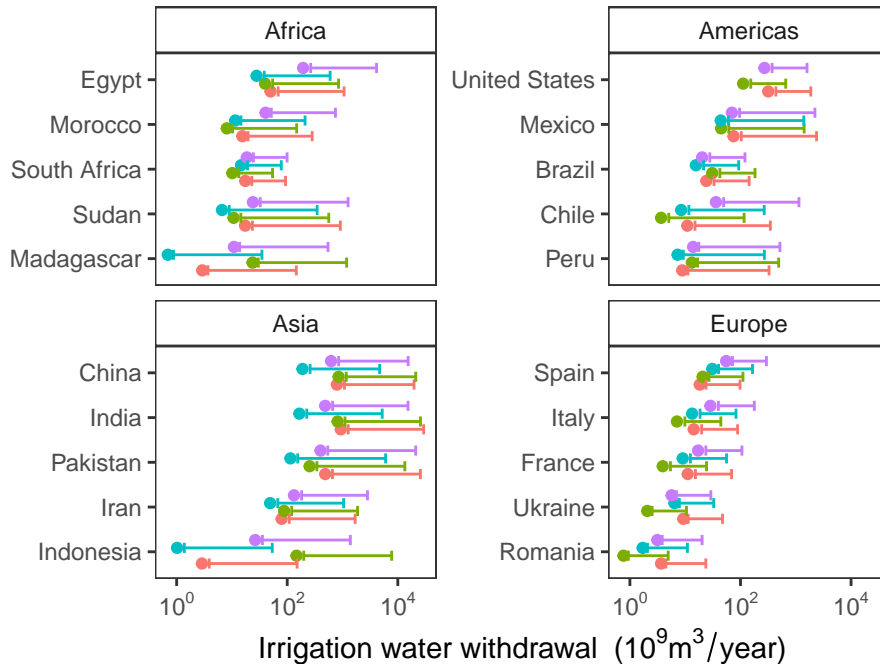 Africa
Egypt
Morocco
South Africa
Sudan
Madagascar
Americas
United States
Mexico
Brazil
Chile
Peru
Asia
China
India
Pakistan
Iran
Indonesia
10⁰ 10² 10⁴
Europe
Spain
Italy
France
Ukraine
Romania
10⁰ 10² 10⁴
Irrigation water withdrawal (10⁹m³/year)